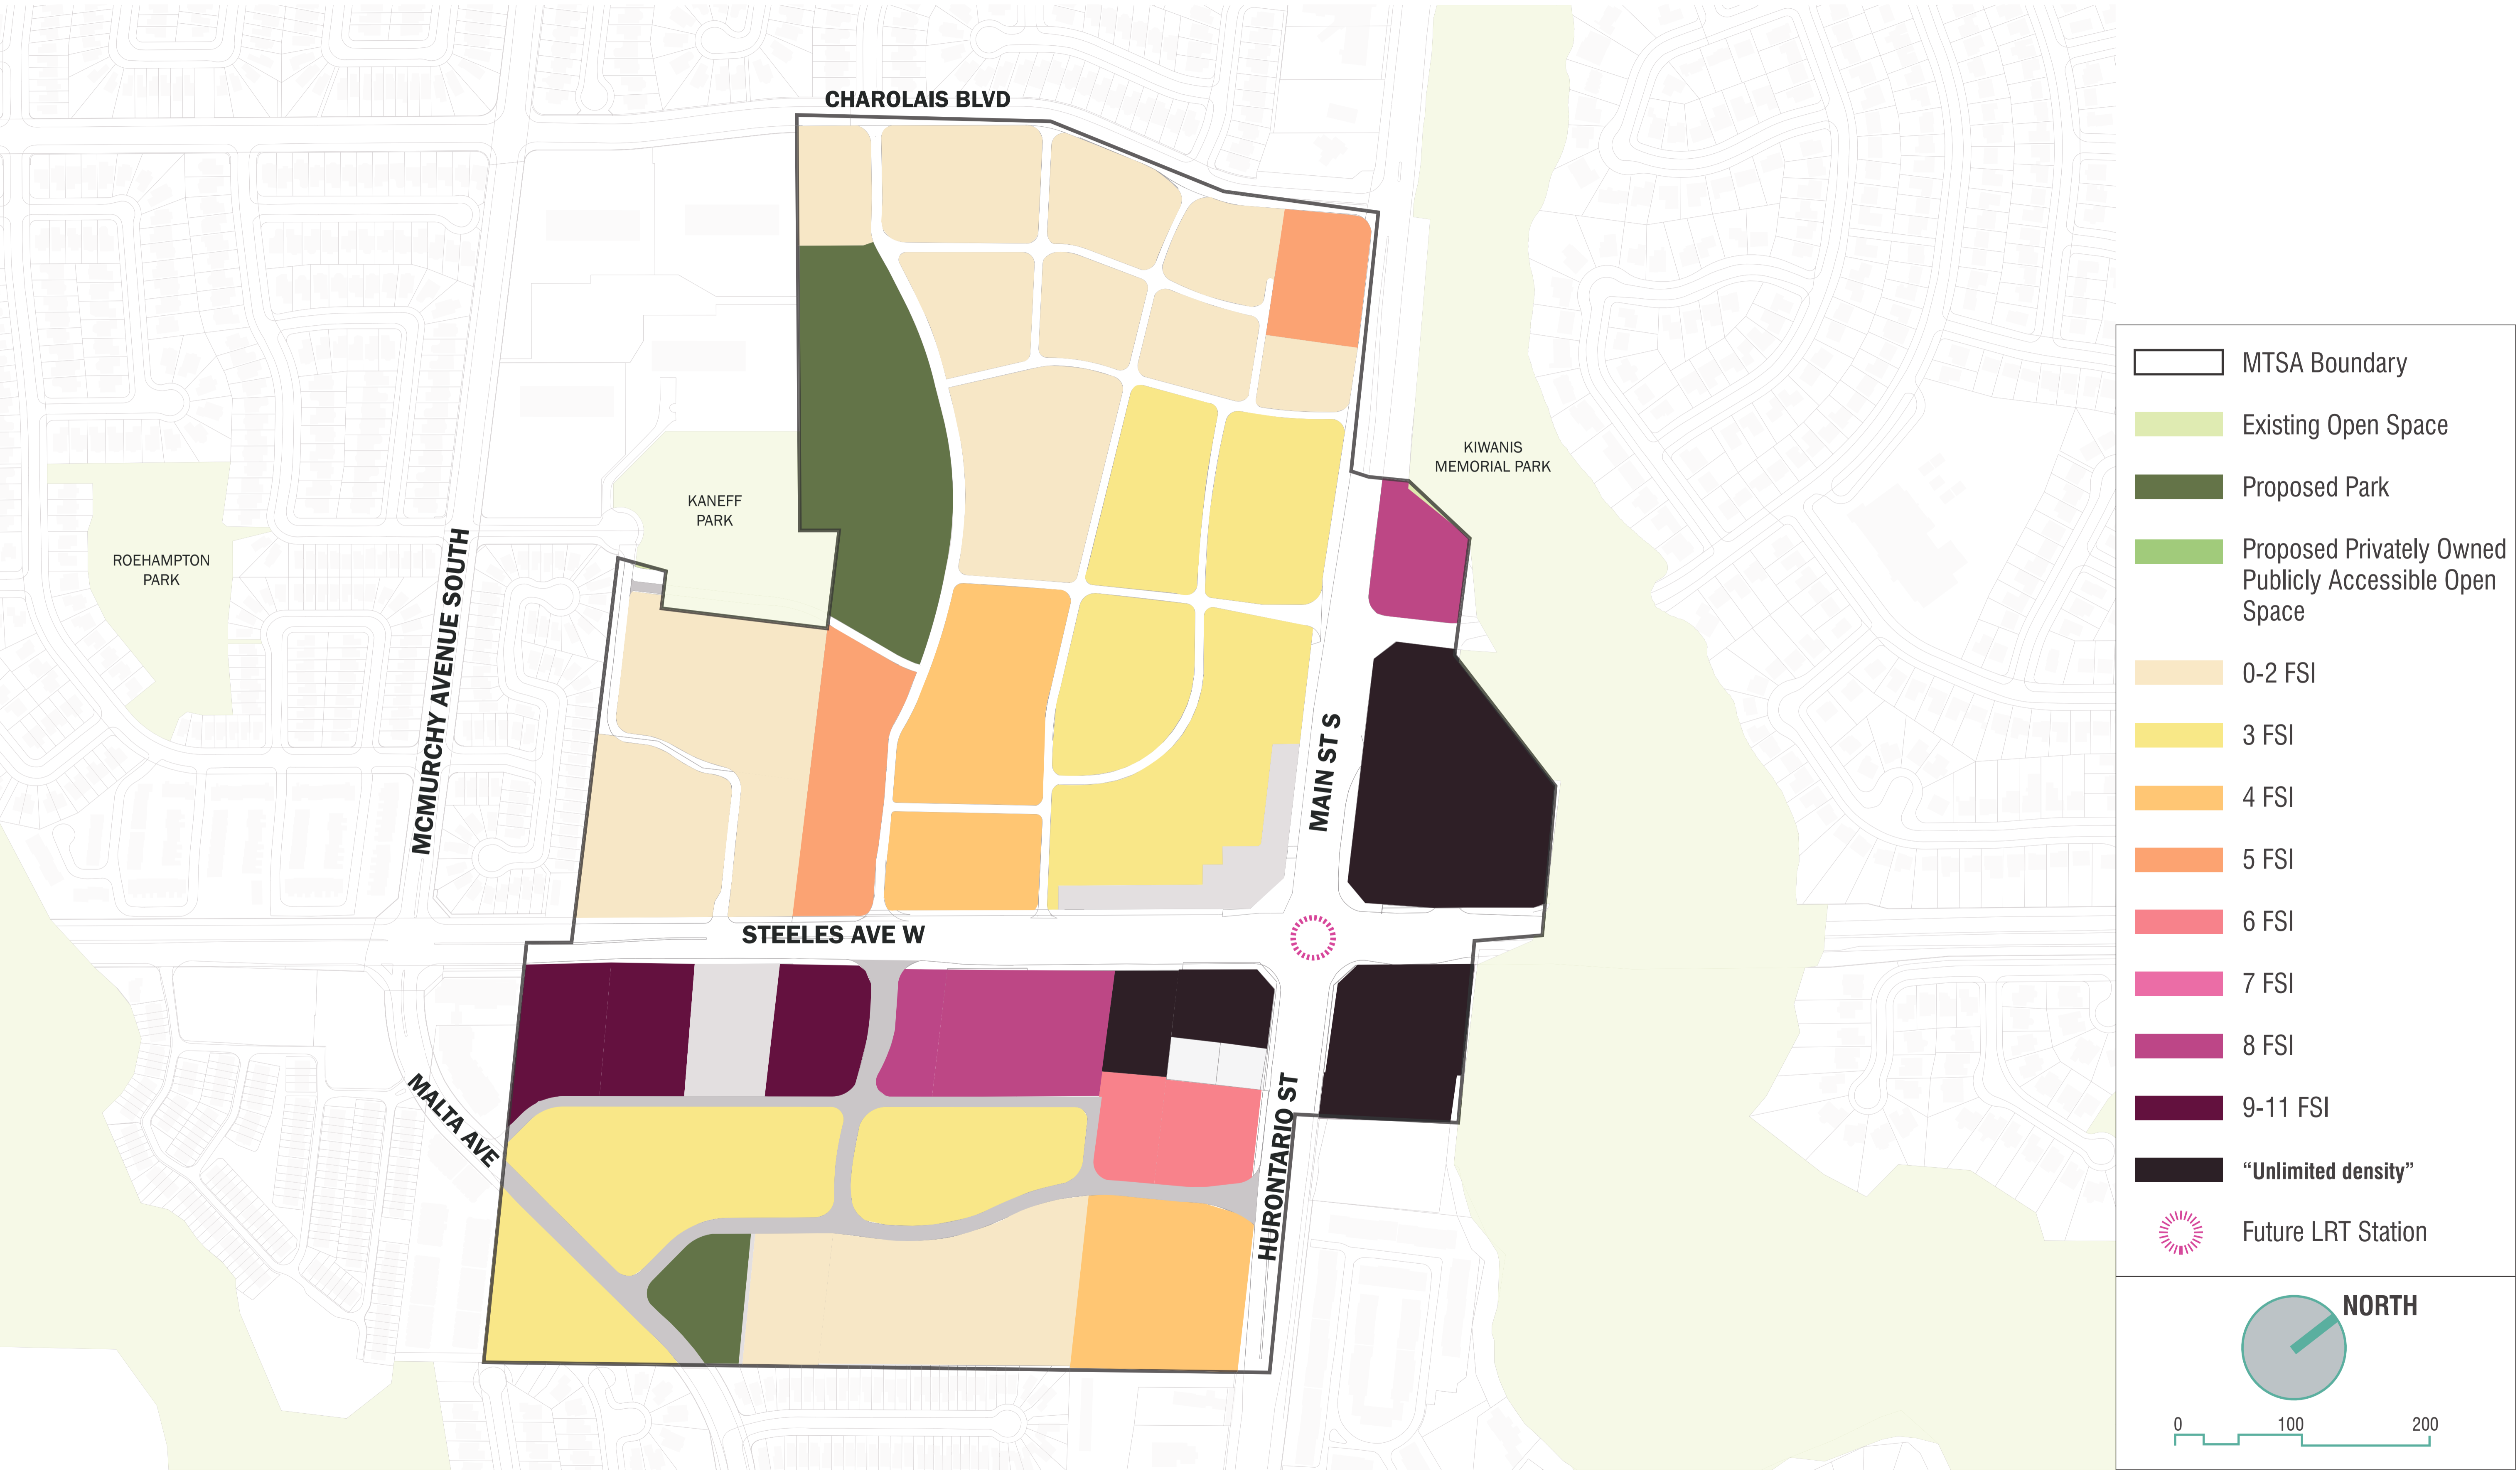 CHAROLAIS BLVD
KIWANIS
MEMORIAL PARK
KANEFF
PARK
ROEHAMPTON
PARK
MCMURCHY AVENUE SOUTH
MAIN ST S
STEELES AVE W
MALTA AVE
HURONTARIO ST
MTSA Boundary
Existing Open Space
Proposed Park
Proposed Privately Owned
Publicly Accessible Open
Space
0-2 FSI
3 FSI
4 FSI
5 FSI
6 FSI
7 FSI
8 FSI
9-11 FSI
“Unlimited density”
Future LRT Station
NORTH
0 100 200